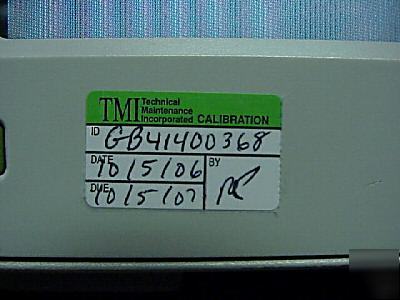 TMI Technical
Maintenance
Incorporated CALIBRATION
ID GB41400368
DATE 10/5/06 BY
DUE 10/5/07